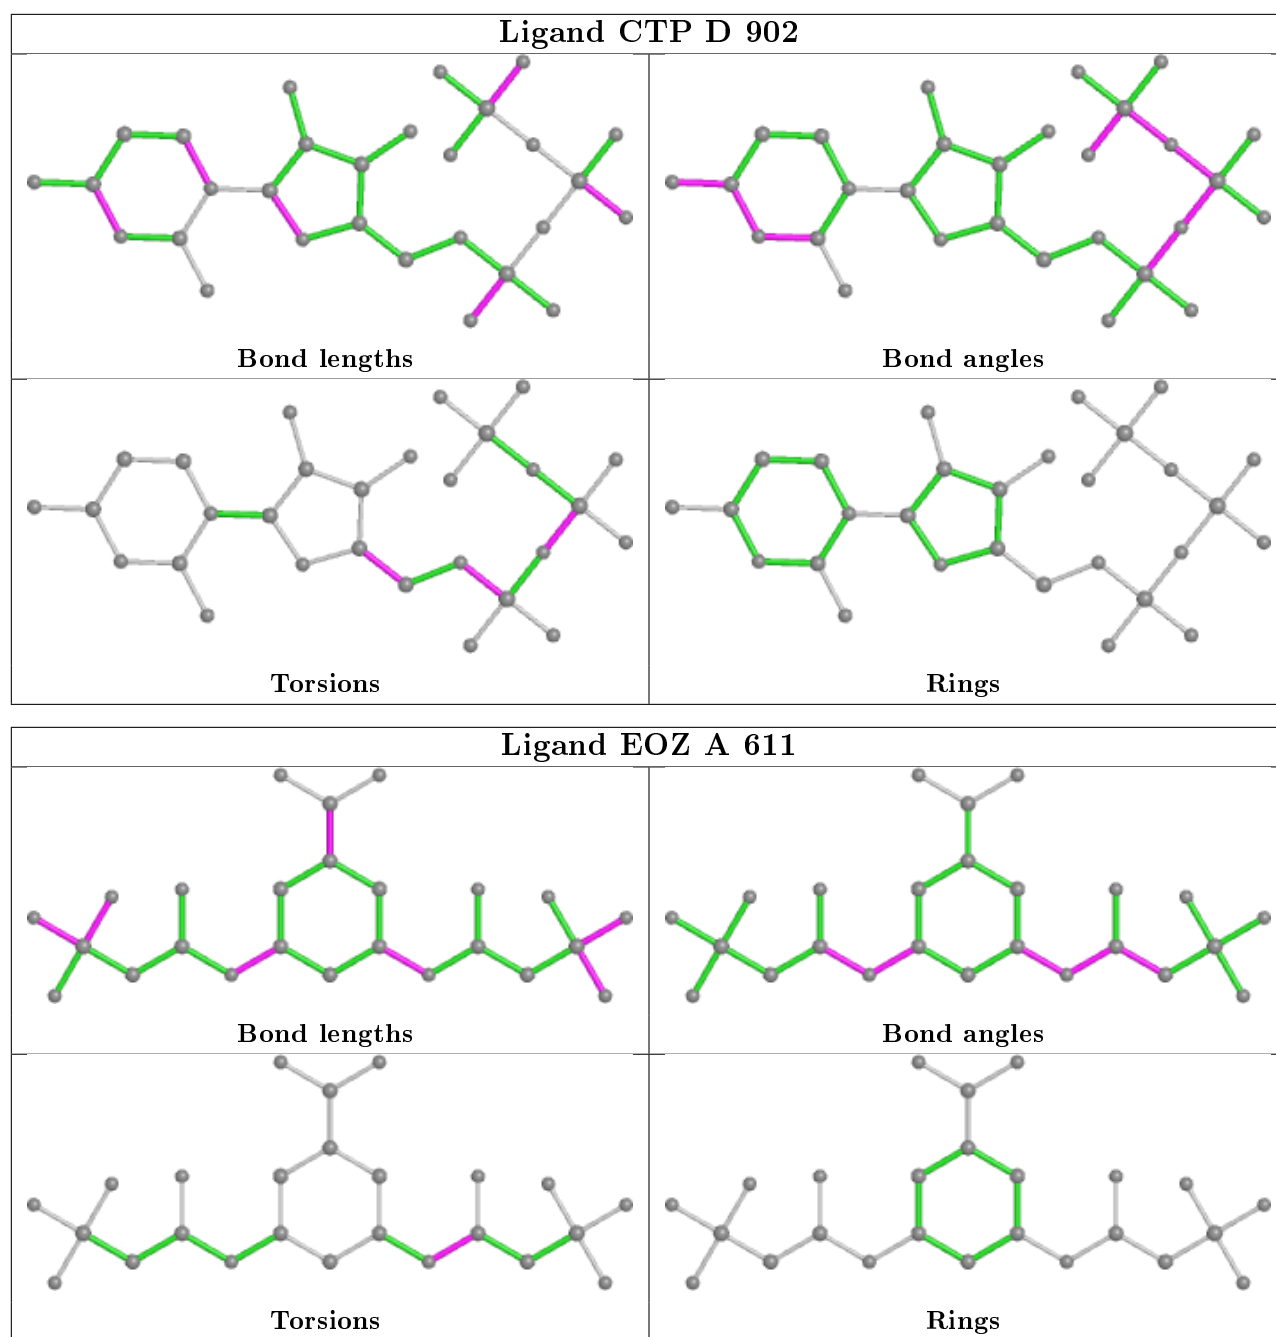 Ligand CTP D 902
Bond lengths
Bond angles
Torsions
Rings
Ligand EOZ A 611
Bond lengths
Bond angles
Torsions
Rings